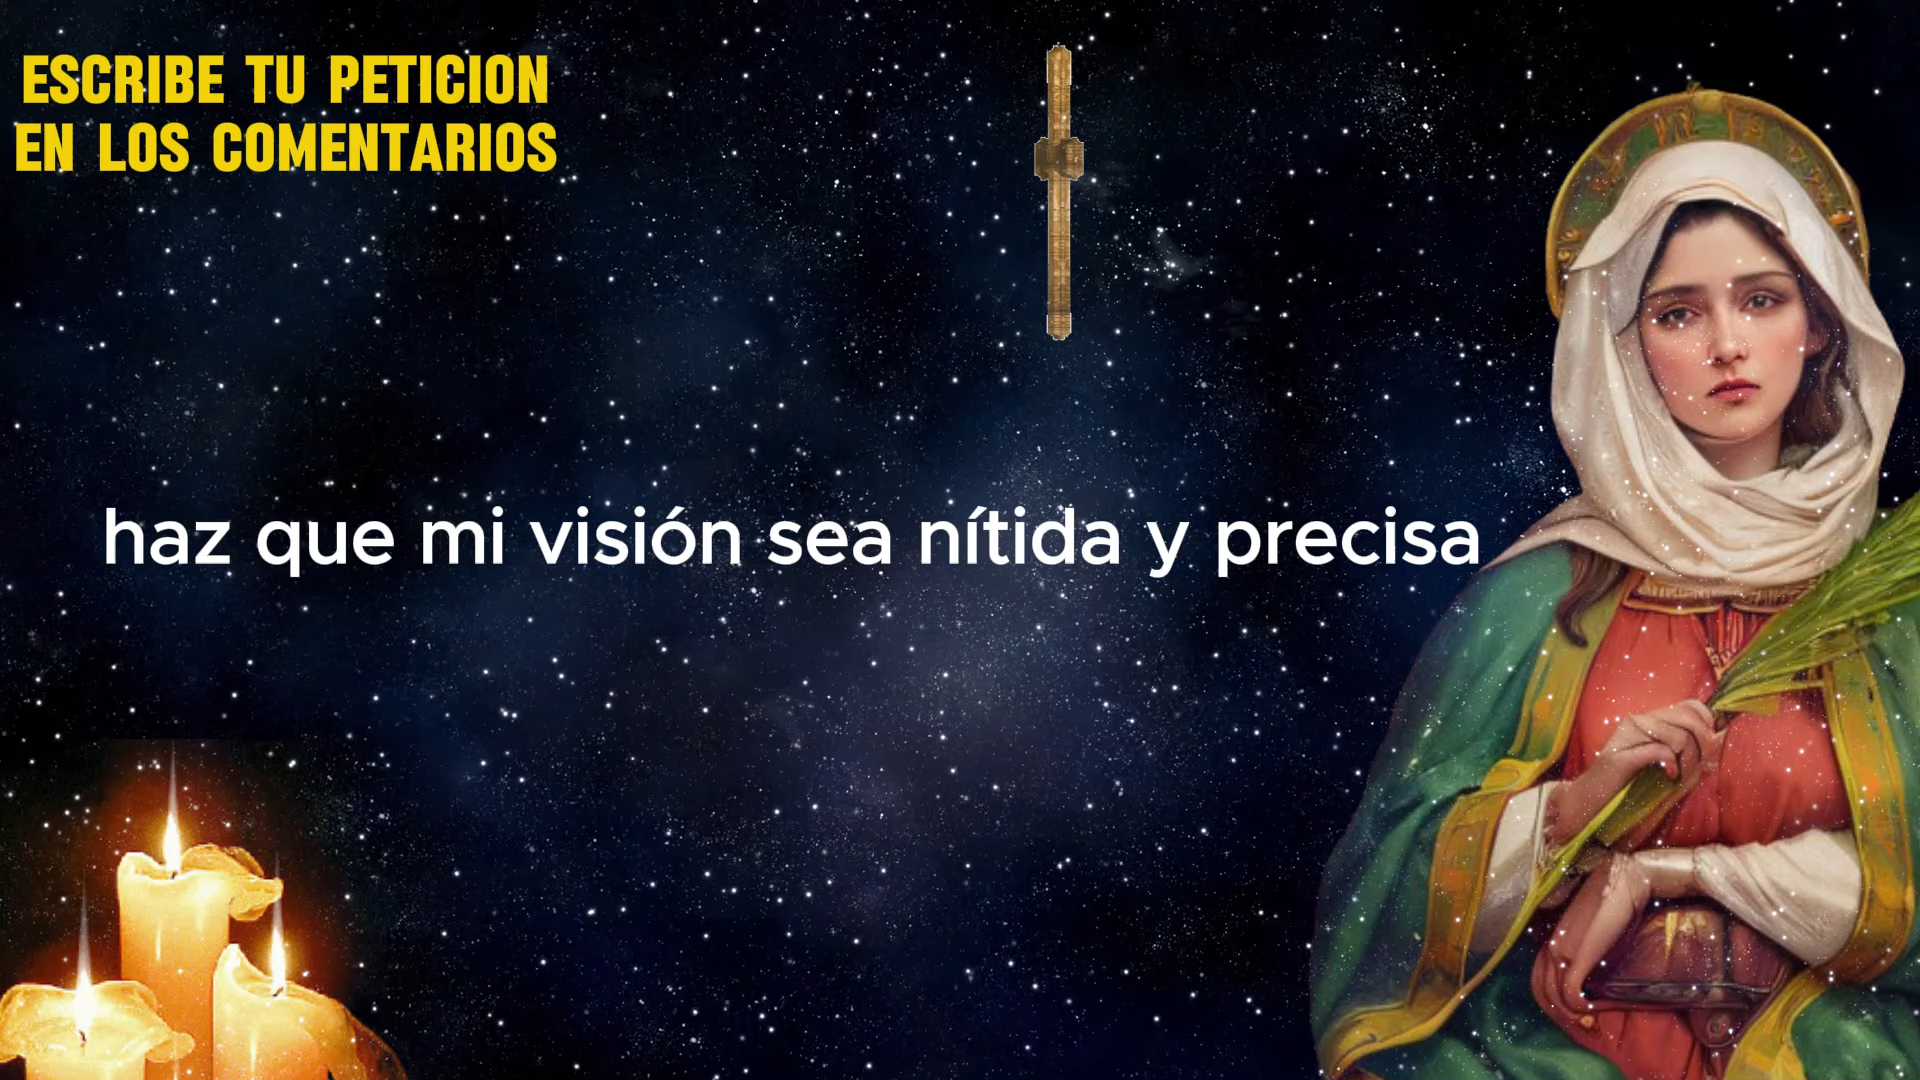 ESCRIBE TU PETICION
EN LOS COMENTARIOS
haz que mi visión sea nítida y precisa